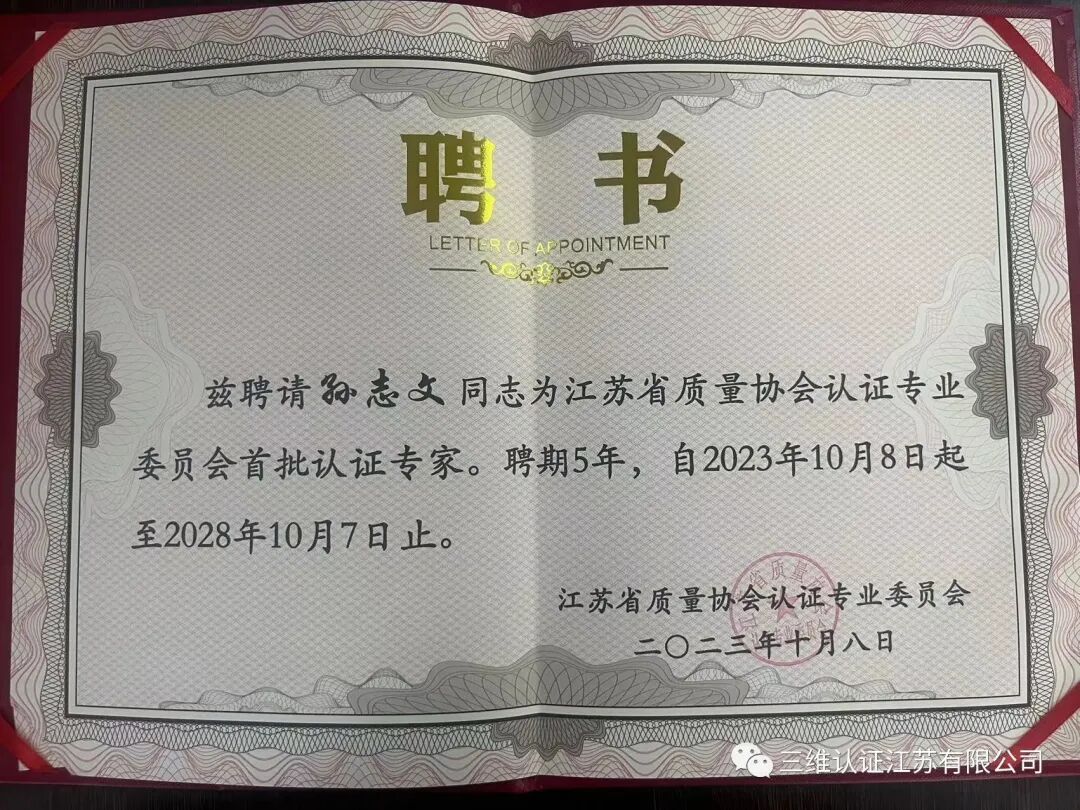 聘 书
LETTER OF APPOINTMENT
兹聘请孙志文 同志为江苏省质量协会认证专业
委员会首批认证专家。聘期5年，自2023年10月8日起
至2028年10月7日止。
江苏省质量协会认证专业委员会
二〇二三年十月八日
三维认证江苏有限公司